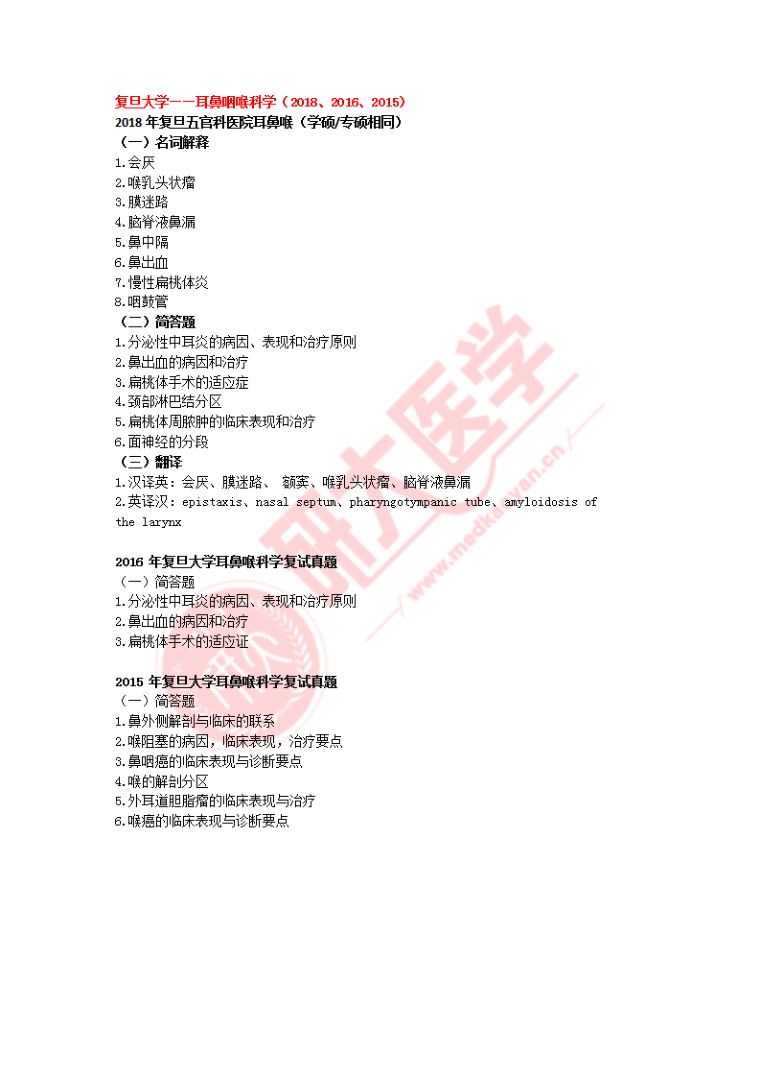 复旦大学——耳鼻咽喉科学（2018、2016、2015）
2018 年复旦五官科医院耳鼻喉（学硕/专硕相同）
（一）名词解释
1.会厌
2.喉乳头状瘤
3.膜迷路
4.脑脊液鼻漏
5.鼻中隔
6.鼻出血
7.慢性扁桃体炎
8.咽鼓管
（二）简答题
1.分泌性中耳炎的病因、表现和治疗原则
2.鼻出血的病因和治疗
3.扁桃体手术的适应症
4.颈部淋巴结分区
5.扁桃体周脓肿的临床表现和治疗
6.面神经的分段
（三）翻译
1.汉译英：会厌、膜迷路、 额窦、喉乳头状瘤、脑脊液鼻漏
2.英译汉：epistaxis、nasal septum、pharyngotympanic tube、amyloidosis of
the larynx
2016 年复旦大学耳鼻喉科学复试真题
（一）简答题
1.分泌性中耳炎的病因、表现和治疗原则
2.鼻出血的病因和治疗
3.扁桃体手术的适应证
2015 年复旦大学耳鼻喉科学复试真题
（一）简答题
1.鼻外侧解剖与临床的联系
2.喉阻塞的病因，临床表现，治疗要点
3.鼻咽癌的临床表现与诊断要点
4.喉的解剖分区
5.外耳道胆脂瘤的临床表现与治疗
6.喉癌的临床表现与诊断要点
研大医学
www.medkaoyan.cn